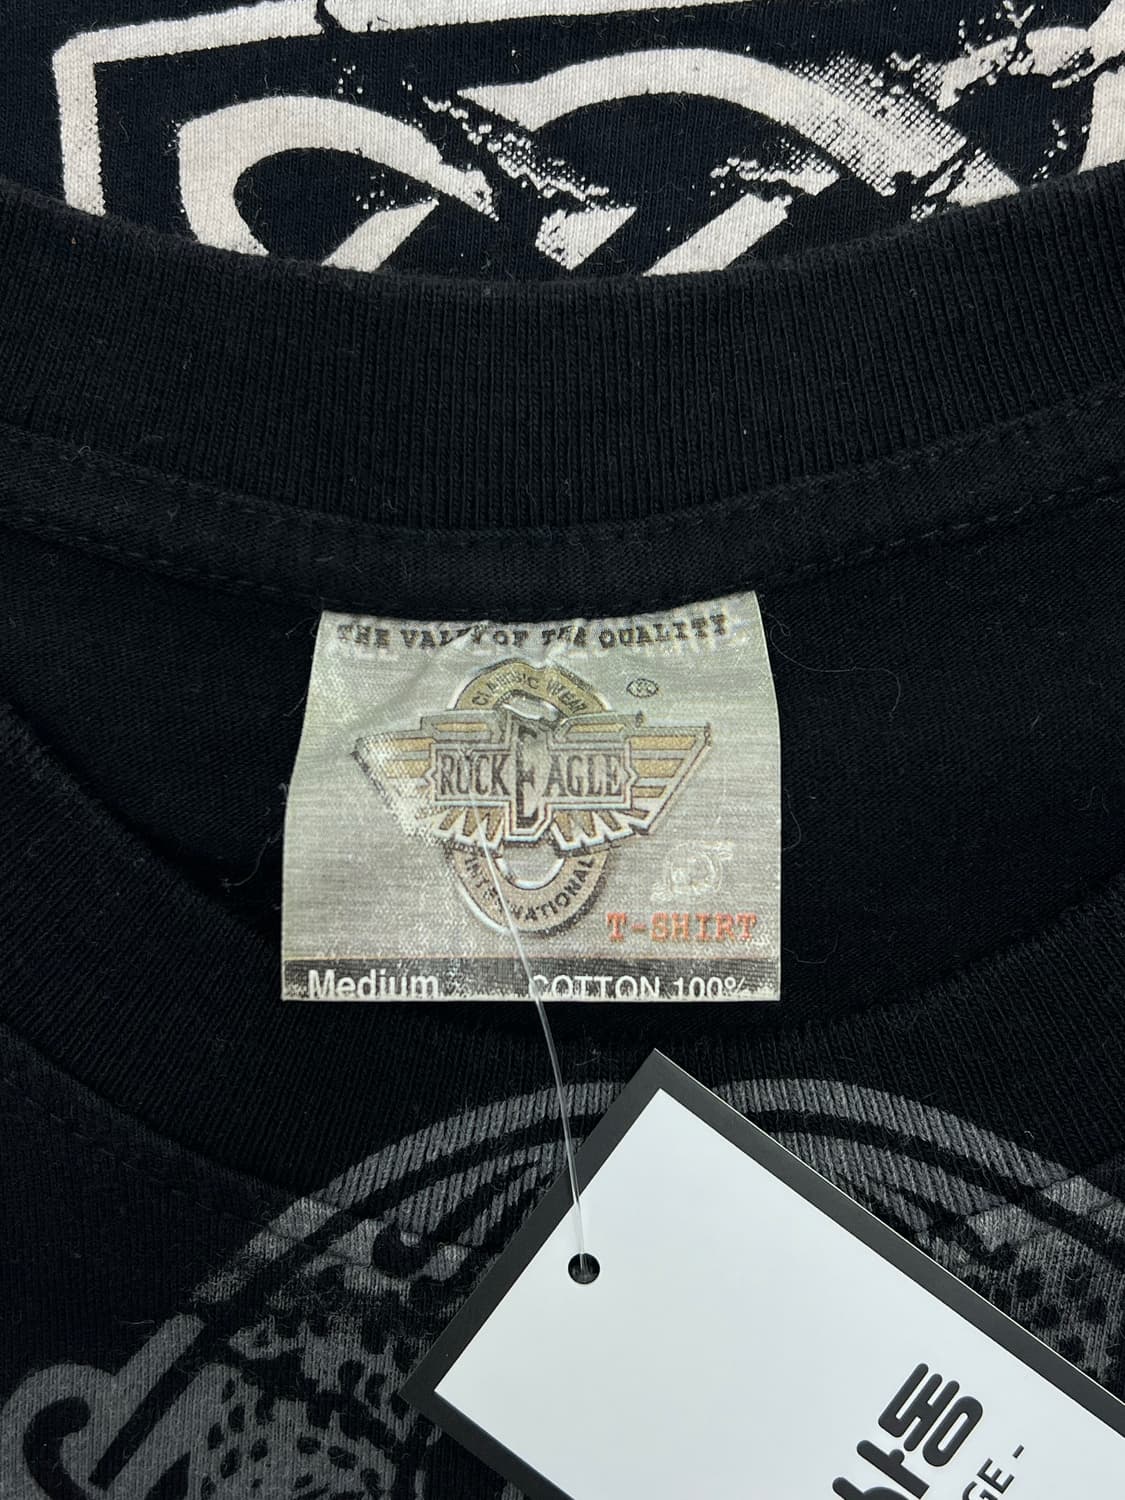 THE VALUE OF THE QUALITY
CLASSIC WEAR
ROCK EAGLE
INTERNATIONAL
T-SHIRT
Medium COTTON 100%